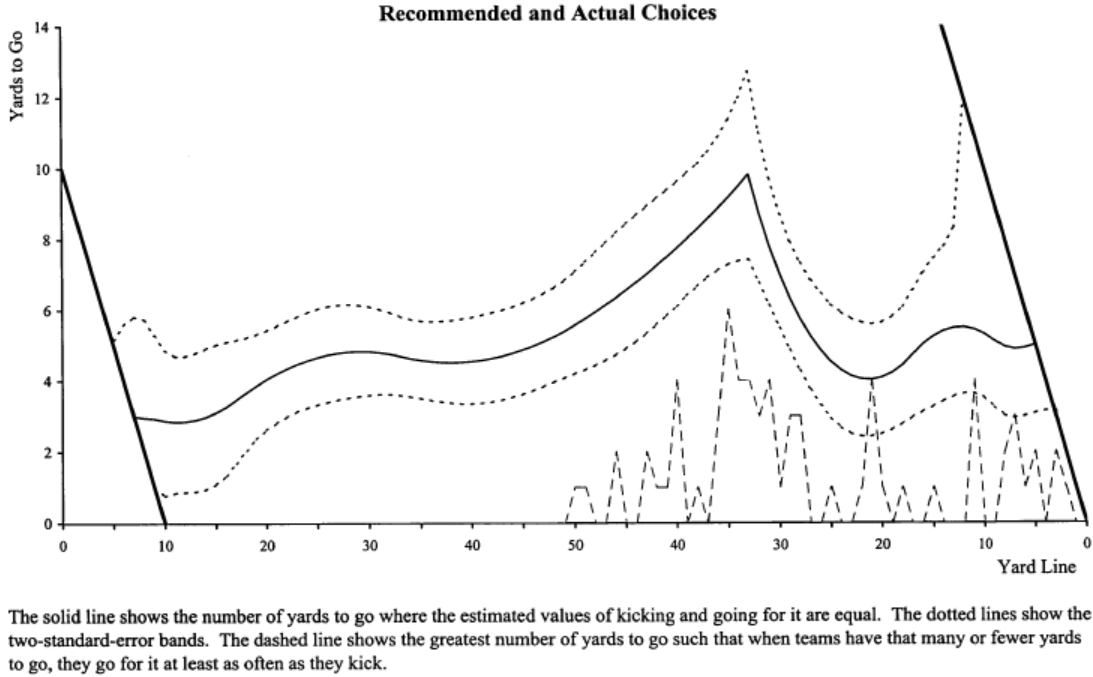 Recommended and Actual Choices
Yards to Go
14
12
10
8
6
4
2
0
0 10 20 30 40 50 40 30 20 10 0
Yard Line
The solid line shows the number of yards to go where the estimated values of kicking and going for it are equal. The dotted lines show the
two-standard-error bands. The dashed line shows the greatest number of yards to go such that when teams have that many or fewer yards
to go, they go for it at least as often as they kick.